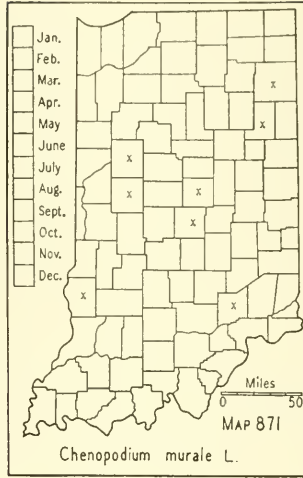 Jan.
Feb.
Mar.
Apr.
May
June
July
Aug.
Sept.
Oct.
Nov.
Dec.
x
x
x
x
x
x
x
x
Miles
0 50
MAP 871
Chenopodium murale L.